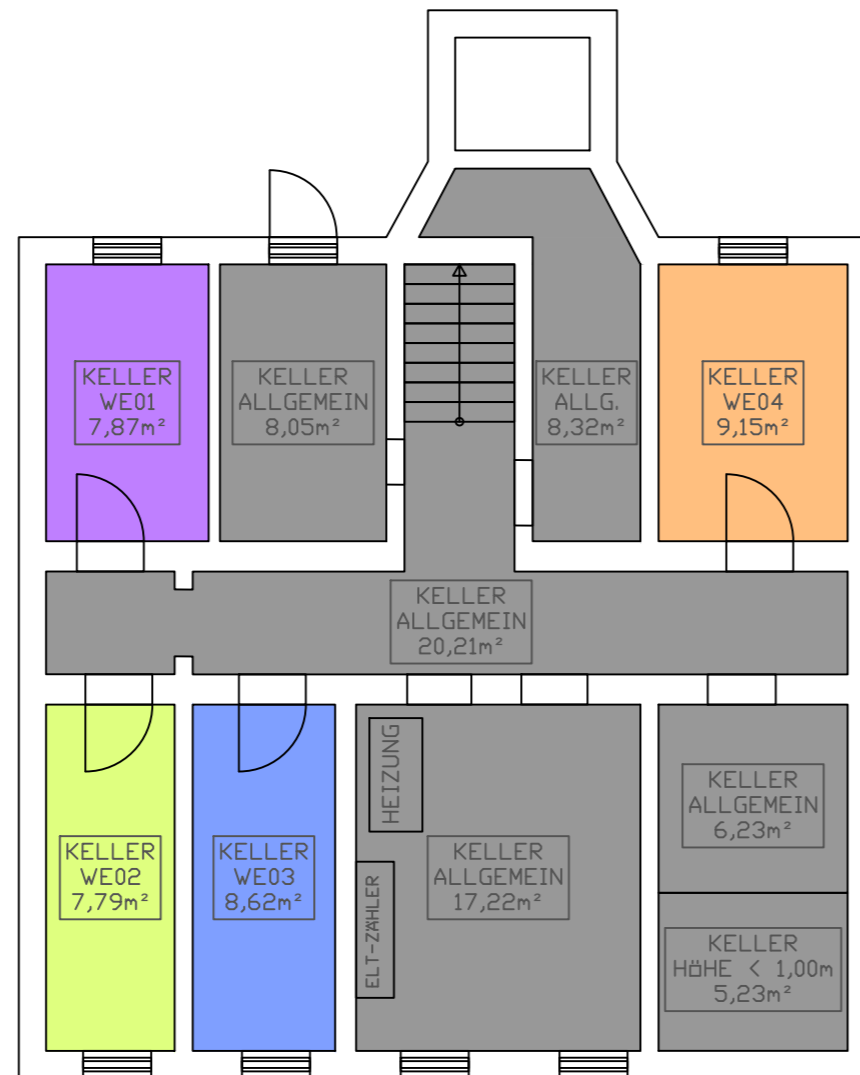 KELLER
WE01
7,87m²
KELLER
ALLGEMEIN
8,05m²
KELLER
ALLG.
8,32m²
KELLER
WE04
9,15m²
KELLER
ALLGEMEIN
20,21m²
KELLER
WE02
7,79m²
KELLER
WE03
8,62m²
HEIZUNG
ELT-ZÄHLER
KELLER
ALLGEMEIN
17,22m²
KELLER
ALLGEMEIN
6,23m²
KELLER
HÖHE < 1,00m
5,23m²